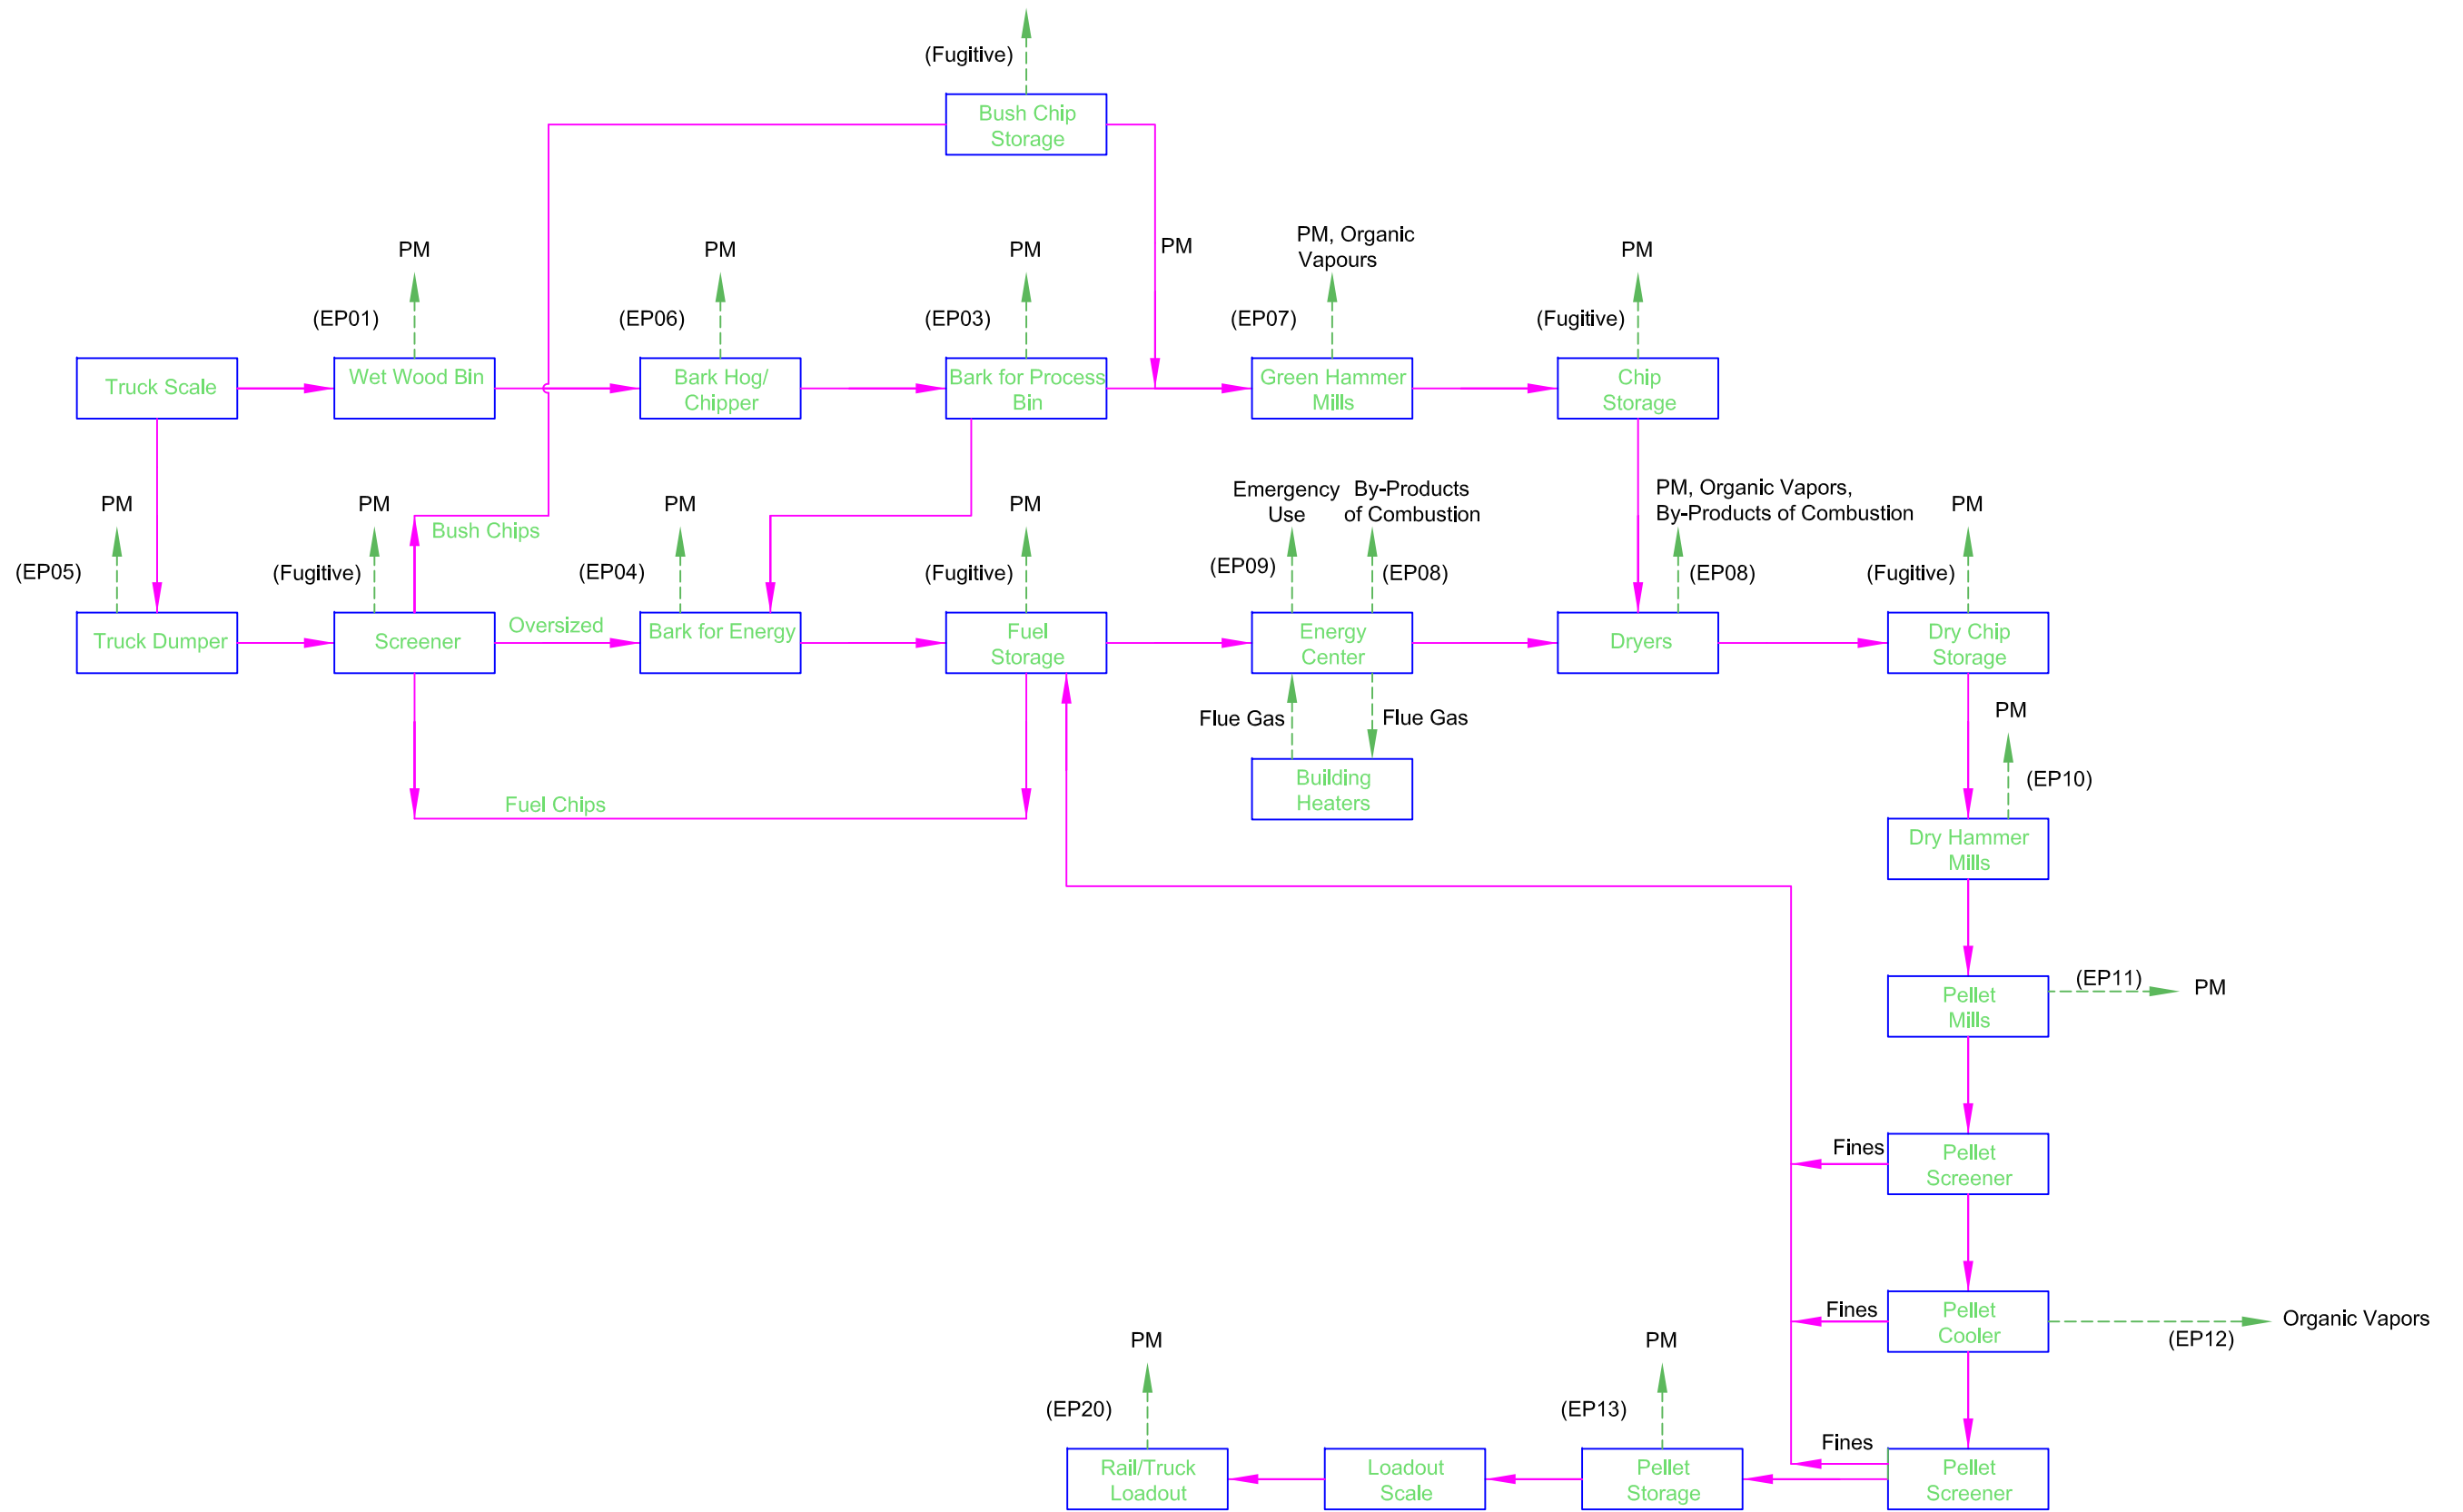 (Fugitive)
Bush Chip
Storage
PM
PM
PM
PM
PM, Organic
Vapours
PM
(EP01)
(EP06)
(EP03)
(EP07)
(Fugitive)
Truck Scale
Wet Wood Bin
Bark Hog/
Chipper
Bark for Process
Bin
Green Hammer
Mills
Chip
Storage
PM
PM
Bush Chips
PM
PM
Emergency
Use
By-Products
of Combustion
PM, Organic Vapors,
By-Products of Combustion
PM
(EP05)
(Fugitive)
(EP04)
(Fugitive)
(EP09)
(EP08)
(EP08)
(Fugitive)
Truck Dumper
Screener
Oversized
Bark for Energy
Fuel
Storage
Energy
Center
Dryers
Dry Chip
Storage
Flue Gas
Flue Gas
PM
(EP10)
Building
Heaters
Fuel Chips
Dry Hammer
Mills
Pellet
Mills
(EP11)
PM
Fines
Pellet
Screener
Fines
Pellet
Cooler
(EP12)
Organic Vapors
PM
PM
(EP20)
(EP13)
Fines
Rail/Truck
Loadout
Loadout
Scale
Pellet
Storage
Pellet
Screener